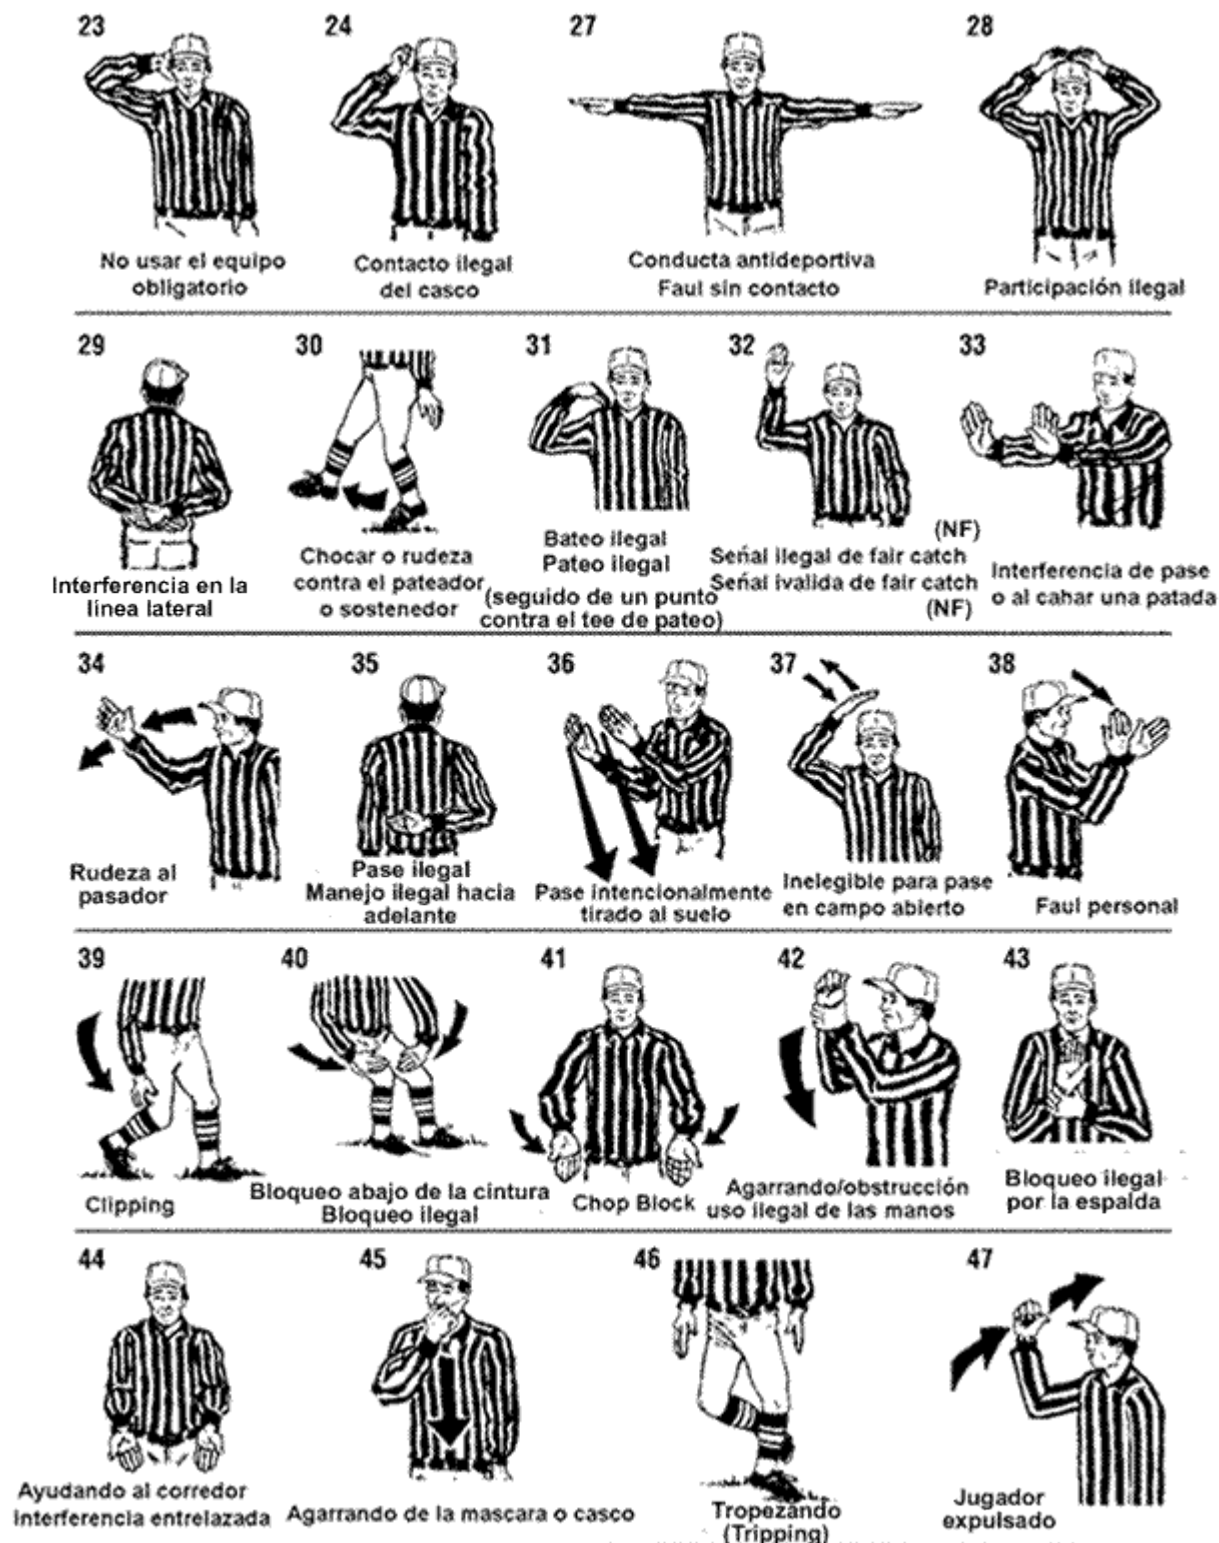 23
24
27
28
No usar el equipo
obligatorio
Contacto ilegal
del casco
Conducta antideportiva
Faul sin contacto
Participación ilegal
29
30
31
32
33
Interferencia en la
línea lateral
Chocar o rudeza
contra el pateador
o sostenedor
Bateo ilegal
Pateo ilegal
(seguido de un punto
contra el tee de pateo)
(NF)
Señal ilegal de fair catch
Señal ivalida de fair catch
(NF)
Interferencia de pase
o al cahar una patada
34
35
36
37
38
Rudeza al
pasador
Pase ilegal
Manejo ilegal hacia
adelante
Pase intencionalmente
tirado al suelo
Inelegible para pase
en campo abierto
Faul personal
39
40
41
42
43
Clipping
Bloqueo abajo de la cintura
Bloqueo ilegal
Chop Block
Agarrando/obstrucción
uso ilegal de las manos
Bloqueo ilegal
por la espalda
44
45
46
47
Ayudando al corredor
Interferencia entrelazada
Agarrando de la mascara o casco
Tropezando
(Tripping)
Jugador
expulsado